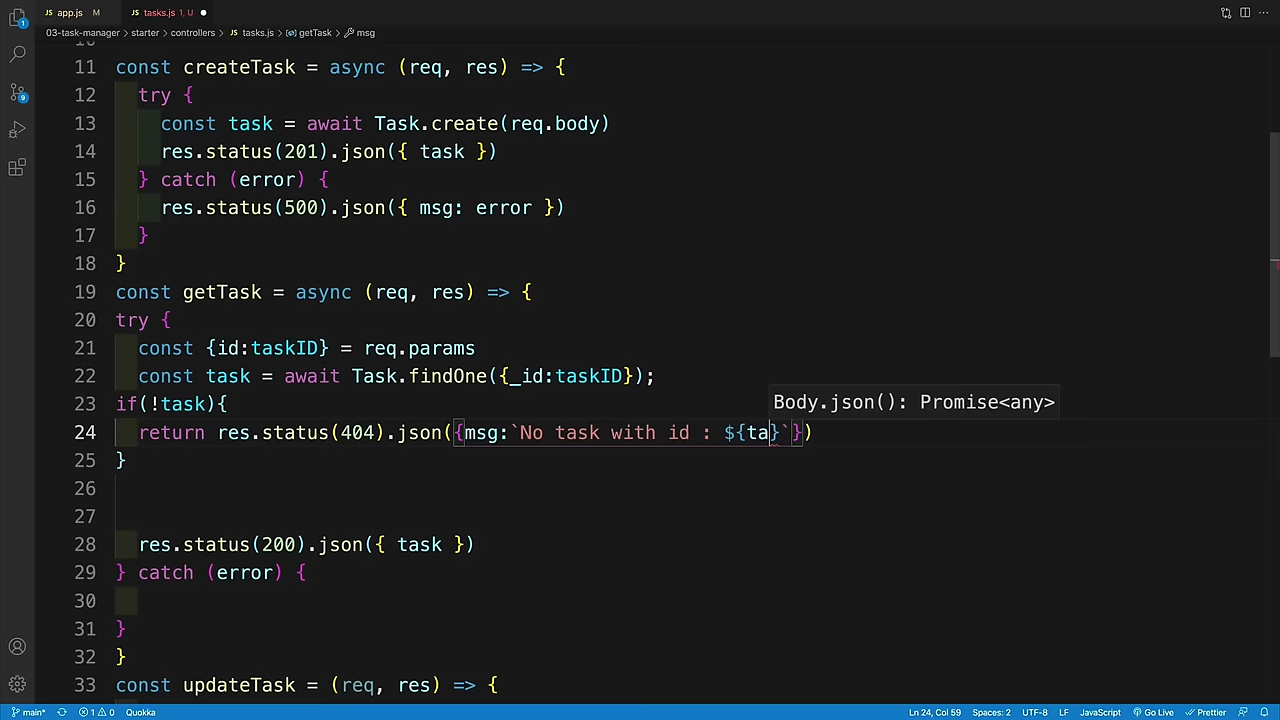 JS app.js M JS tasks.js 1, U
03-task-manager > starter > controllers > JS tasks.js > getTask > msg
11 const createTask = async (req, res) => {
12 try {
13 const task = await Task.create(req.body)
14 res.status(201).json({ task })
15 } catch (error) {
16 res.status(500).json({ msg: error })
17 }
18 }
19 const getTask = async (req, res) => {
20 try {
21 const {id:taskID} = req.params
22 const task = await Task.findOne({_id:taskID});
23 if(!task){
Body.json(): Promise<any>
24 return res.status(404).json({msg:`No task with id : ${ta}`})
25 }
26
27
28 res.status(200).json({ task })
29 } catch (error) {
30
31 }
32 }
33 const updateTask = (req, res) => {
1
9
main* 1 0 Quokka Ln 24, Col 59 Spaces: 2 UTF-8 LF JavaScript Go Live Prettier